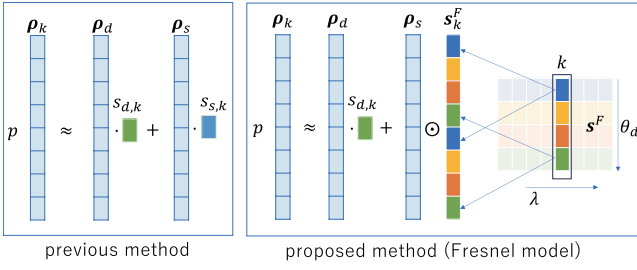 ρ_k ρ_d ρ_s
p ≈ · s_{d,k} + · s_{s,k}
previous method
ρ_k ρ_d ρ_s s_k^F
p ≈ · s_{d,k} + ⊙
k
s^F θ_d
λ
proposed method (Fresnel model)